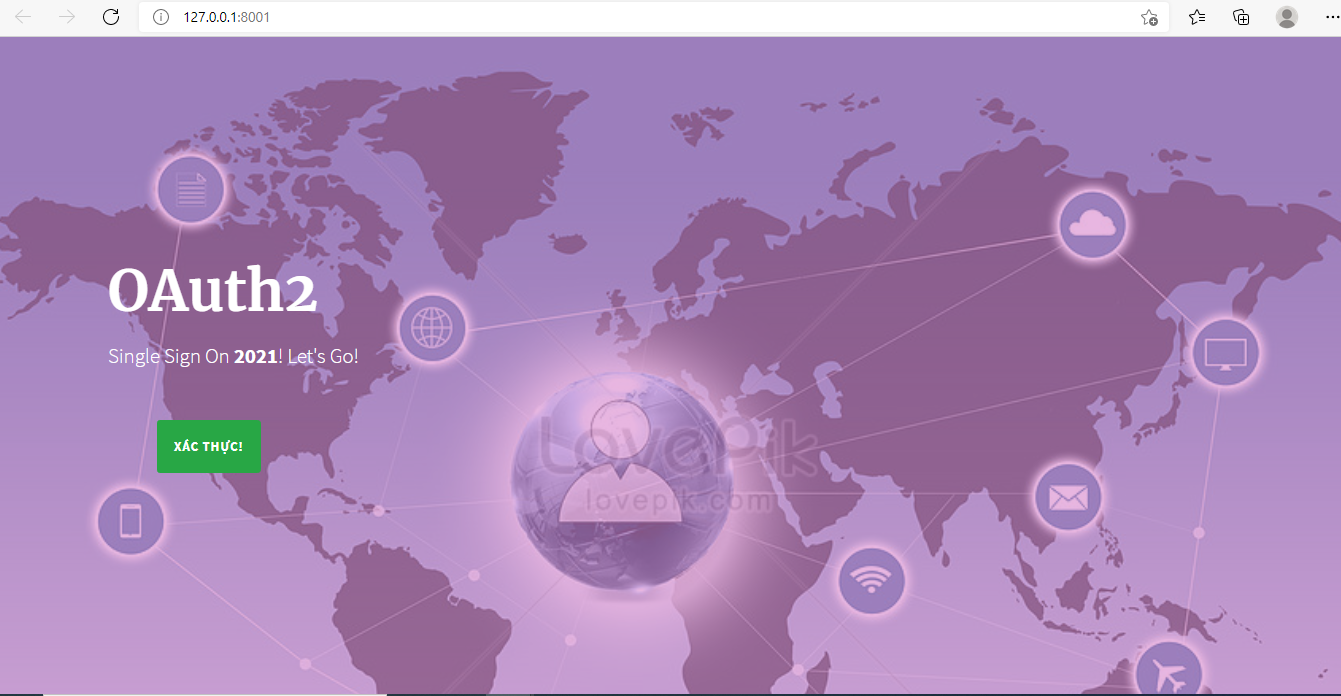 127.0.0.1:8001
OAuth2
Single Sign On 2021! Let's Go!
XÁC THỰC!
LovePik
lovepik.com